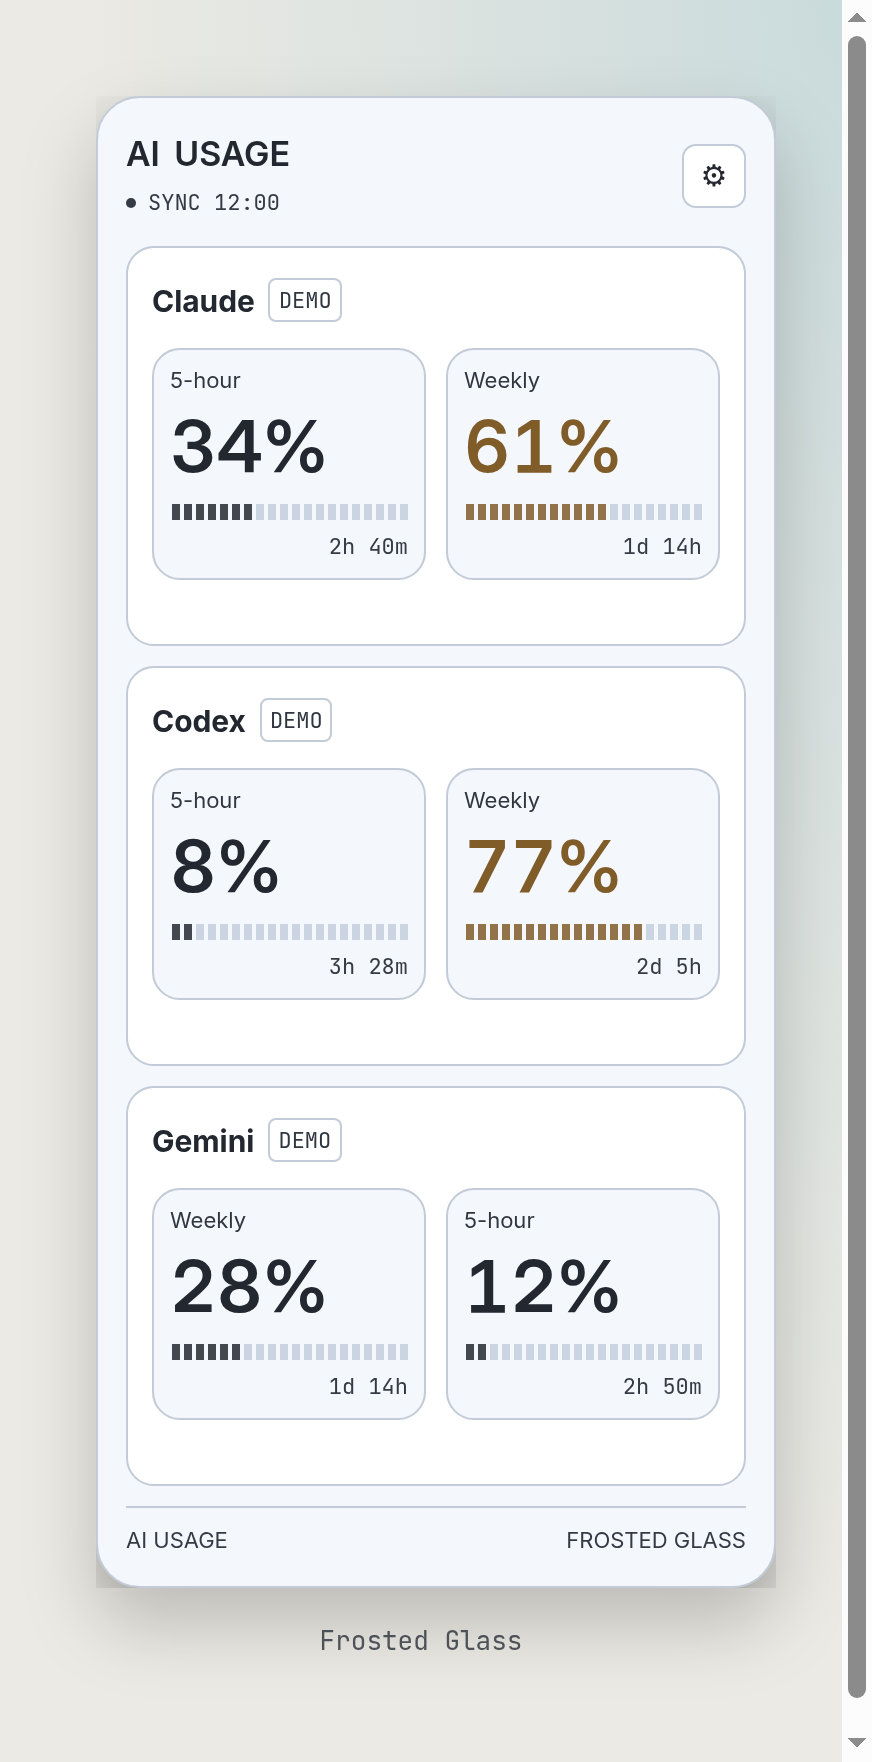 AI USAGE
SYNC 12:00
Claude DEMO
5-hour
34%
2h 40m
Weekly
61%
1d 14h
Codex DEMO
5-hour
8%
3h 28m
Weekly
77%
2d 5h
Gemini DEMO
Weekly
28%
1d 14h
5-hour
12%
2h 50m
AI USAGE FROSTED GLASS
Frosted Glass